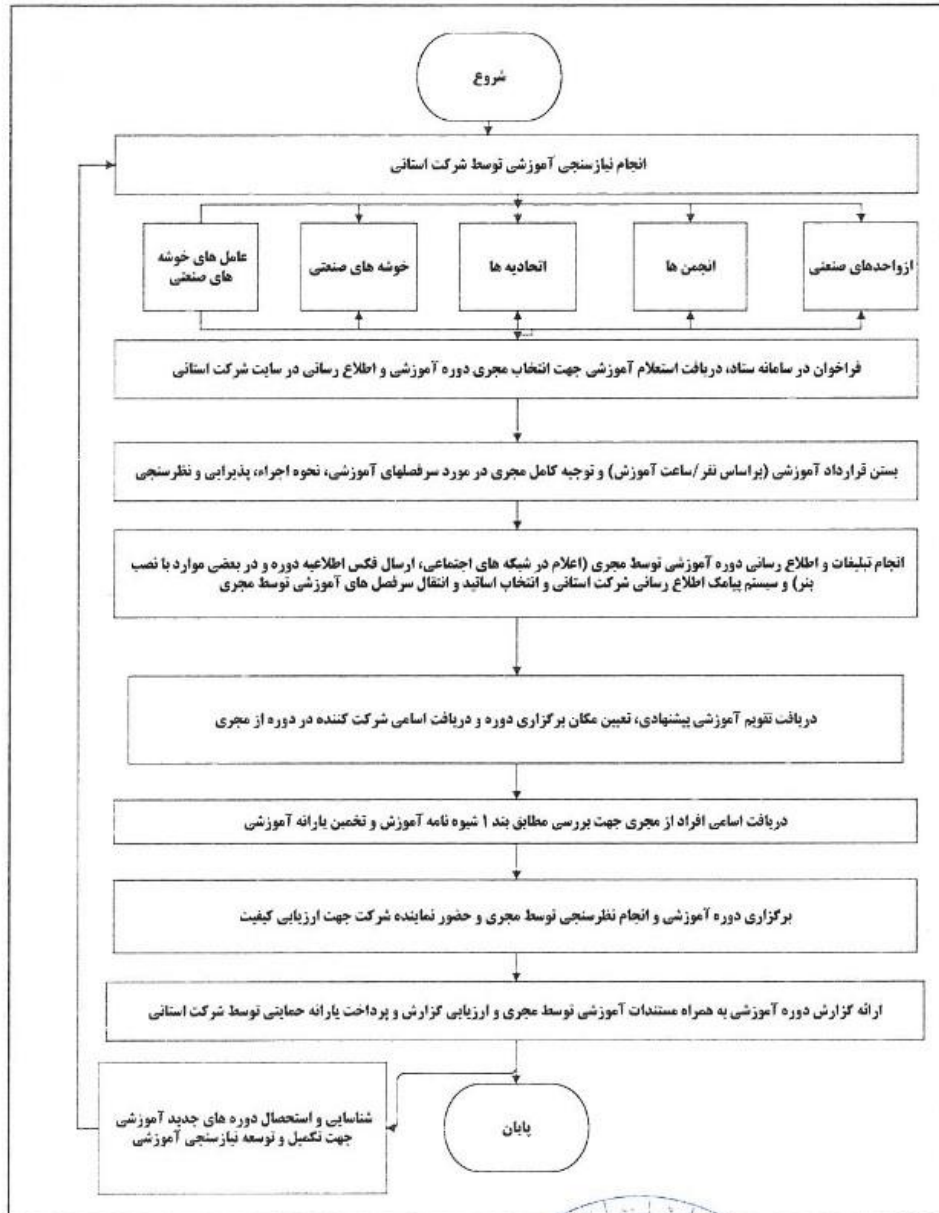 شروع
انجام نیازسنجی آموزشی توسط شرکت استانی
ازواحدهای صنعتی
انجمن ها
اتحادیه ها
خوشه های صنعتی
عامل های خوشه
های صنعتی
فراخوان در سامانه ستاد، دریافت استعلام آموزشی جهت انتخاب مجری دوره آموزشی و اطلاع رسانی در سایت شرکت استانی
بستن قرارداد آموزشی (براساس نفر/ساعت آموزش) و توجیه کامل مجری در مورد سرفصلهای آموزشی، نحوه اجراء، پذیرایی و نظرسنجی
انجام تبلیغات و اطلاع رسانی دوره آموزشی توسط مجری (اعلام در شبکه های اجتماعی، ارسال فکس اطلاعیه دوره و در بعضی موارد با نصب
بنر) و سیستم پیامک اطلاع رسانی شرکت استانی و انتخاب اساتید و انتقال سرفصل های آموزشی توسط مجری
دریافت تقویم آموزشی پیشنهادی، تعیین مکان برگزاری دوره و دریافت اسامی شرکت کننده در دوره از مجری
دریافت اسامی افراد از مجری جهت بررسی مطابق بند ۱ شیوه نامه آموزش و تخمین یارانه آموزشی
برگزاری دوره آموزشی و انجام نظرسنجی توسط مجری و حضور نماینده شرکت جهت ارزیابی کیفیت
ارائه گزارش دوره آموزشی به همراه مستندات آموزشی توسط مجری و ارزیابی گزارش و پرداخت یارانه حمایتی توسط شرکت استانی
شناسایی و استحصال دوره های جدید آموزشی
جهت تکمیل و توسعه نیازسنجی آموزشی
پایان